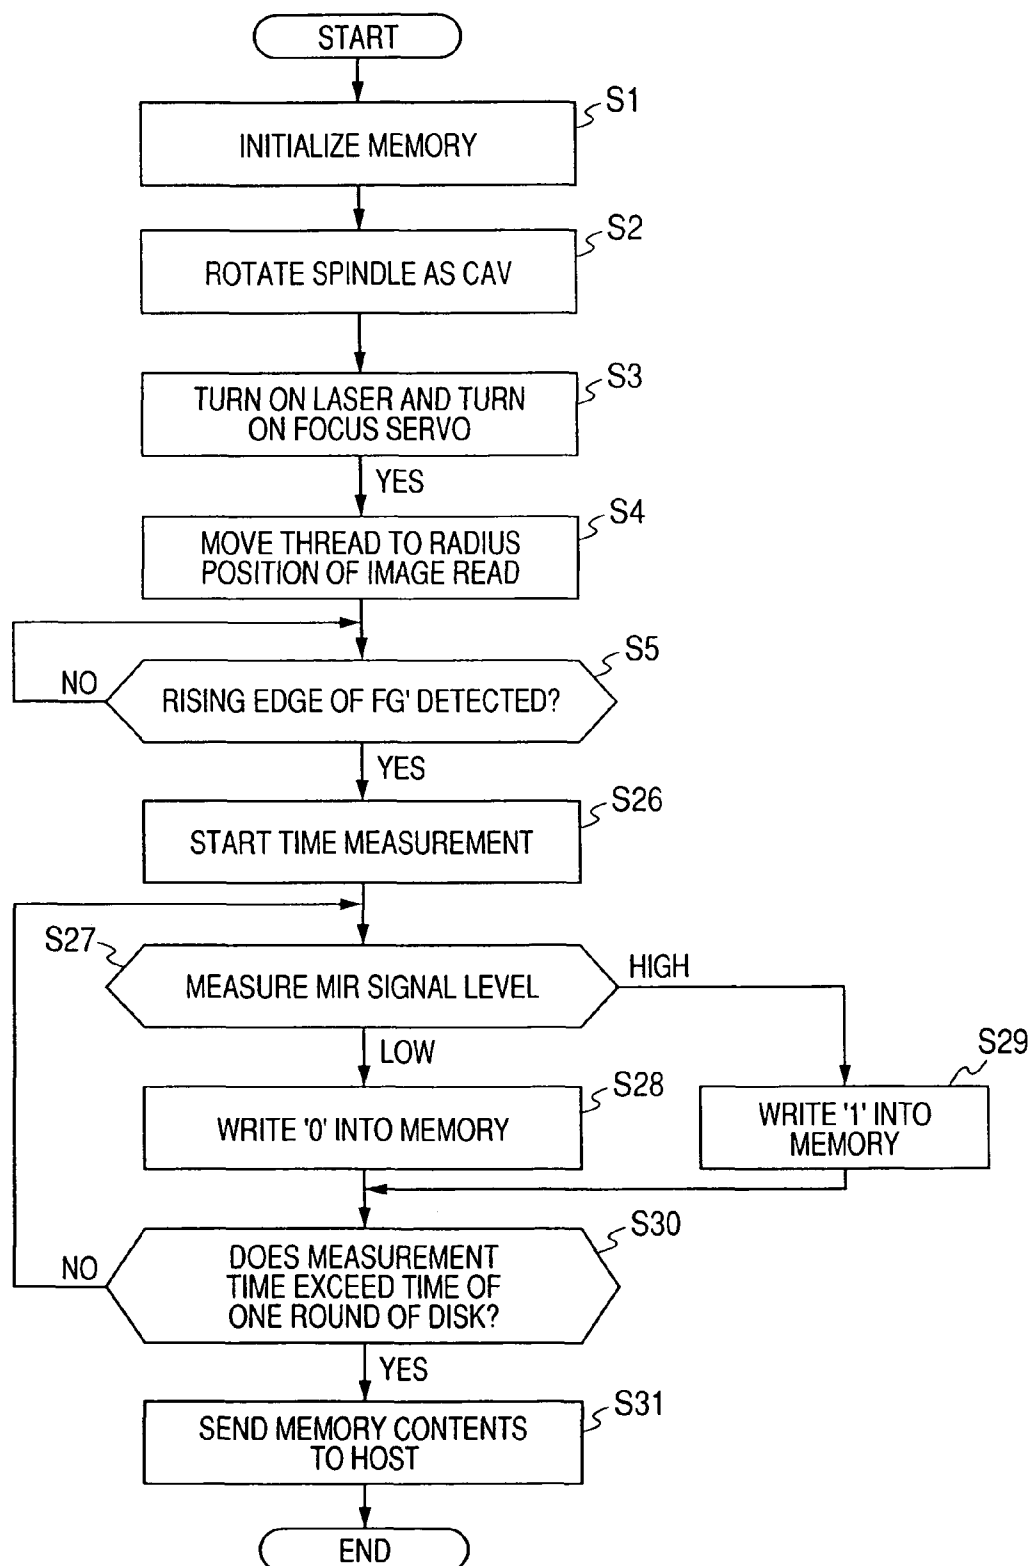 START
S1
INITIALIZE MEMORY
S2
ROTATE SPINDLE AS CAV
S3
TURN ON LASER AND TURN
ON FOCUS SERVO
YES
S4
MOVE THREAD TO RADIUS
POSITION OF IMAGE READ
S5
NO
RISING EDGE OF FG' DETECTED?
YES
S26
START TIME MEASUREMENT
S27
MEASURE MIR SIGNAL LEVEL
HIGH
LOW
S28
S29
WRITE '0' INTO MEMORY
WRITE '1' INTO
MEMORY
S30
NO
DOES MEASUREMENT
TIME EXCEED TIME OF
ONE ROUND OF DISK?
YES
S31
SEND MEMORY CONTENTS
TO HOST
END